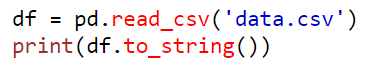 df = pd.read_csv('data.csv')
print(df.to_string())